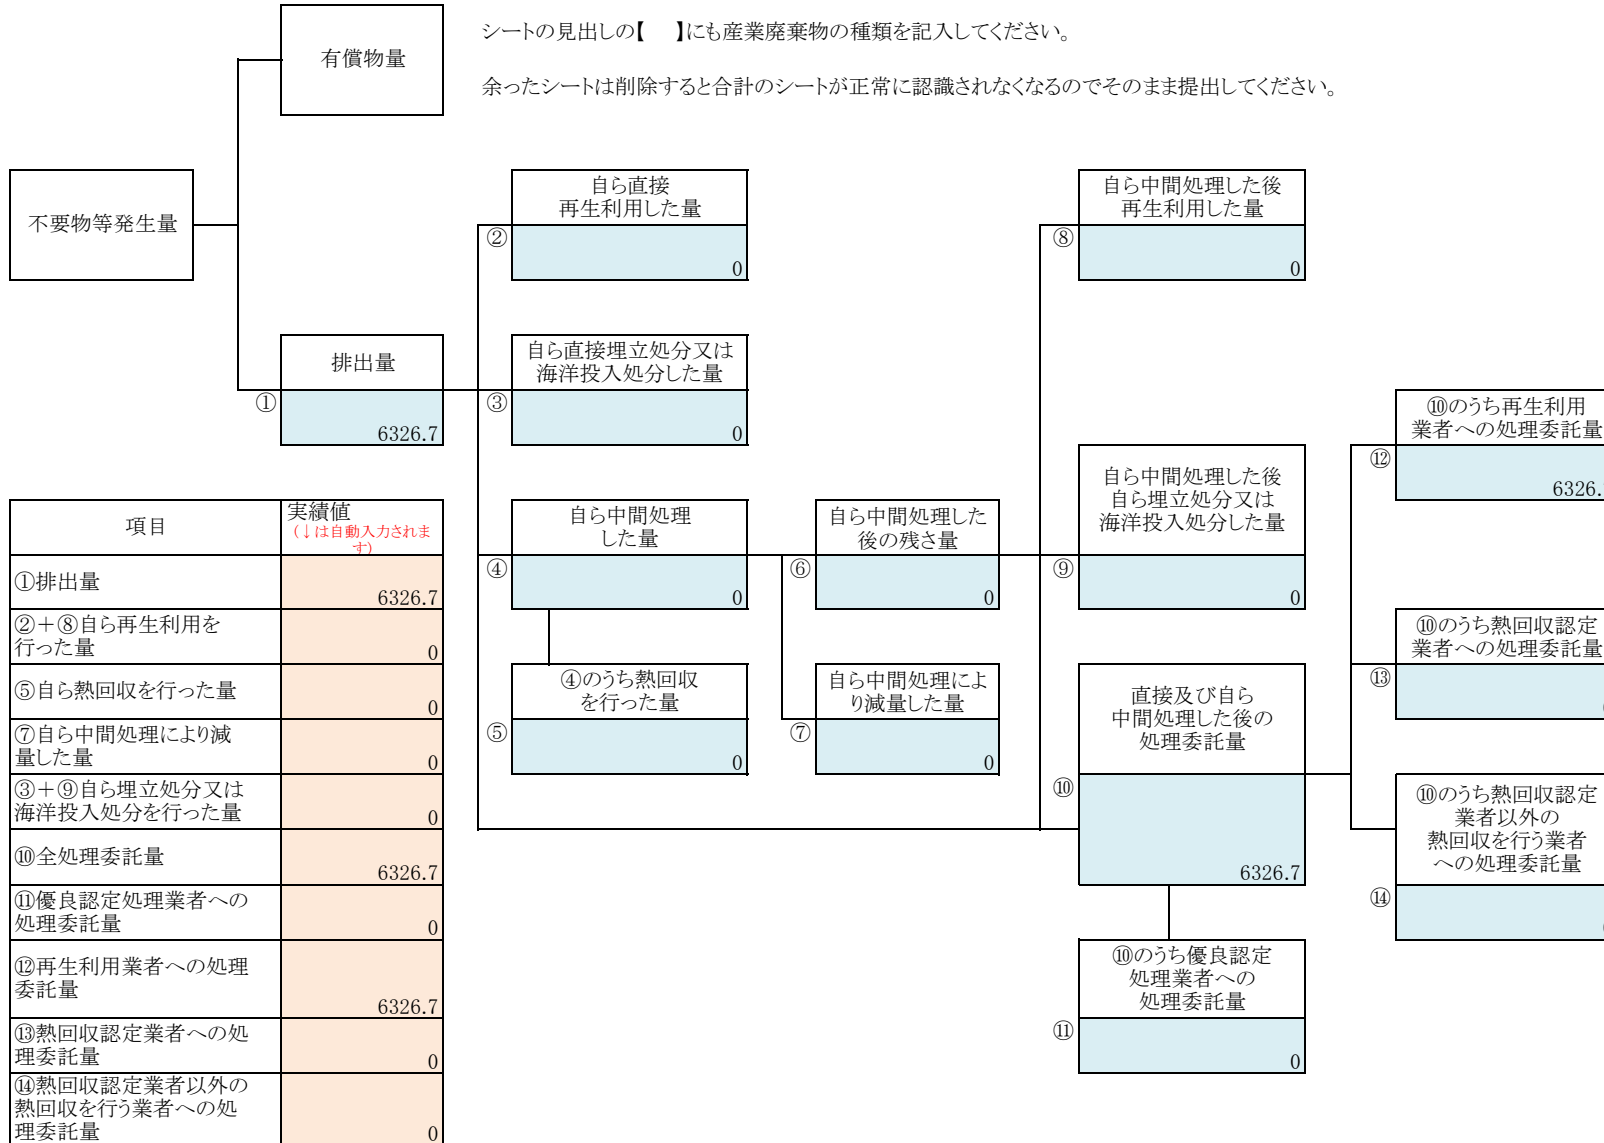 有償物量
シートの見出しの【　】にも産業廃棄物の種類を記入してください。
余ったシートは削除すると合計のシートが正常に認識されなくなるのでそのまま提出してください。
不要物等発生量
自ら直接
再生利用した量
②
0
自ら中間処理した後
再生利用した量
⑧
0
排出量
①
6326.7
自ら直接埋立処分又は
海洋投入処分した量
③
0
⑩のうち再生利用
業者への処理委託量
⑫
6326.
自ら中間処理
した量
④
0
自ら中間処理した
後の残さ量
⑥
0
自ら中間処理した後
自ら埋立処分又は
海洋投入処分した量
⑨
0
④のうち熱回収
を行った量
⑤
0
自ら中間処理によ
り減量した量
⑦
0
直接及び自ら
中間処理した後の
処理委託量
⑩
6326.7
⑩のうち熱回収認定
業者への処理委託量
⑬
⑩のうち熱回収認定
業者以外の
熱回収を行う業者
への処理委託量
⑭
⑩のうち優良認定
処理業者への
処理委託量
⑪
0
項目
実績値
(↓は自動入力されま
す)
①排出量
6326.7
②＋⑧自ら再生利用を
行った量
0
⑤自ら熱回収を行った量
0
⑦自ら中間処理により減
量した量
0
③＋⑨自ら埋立処分又は
海洋投入処分を行った量
0
⑩全処理委託量
6326.7
⑪優良認定処理業者への
処理委託量
0
⑫再生利用業者への処理
委託量
6326.7
⑬熱回収認定業者への処
理委託量
0
⑭熱回収認定業者以外の
熱回収を行う業者への処
理委託量
0